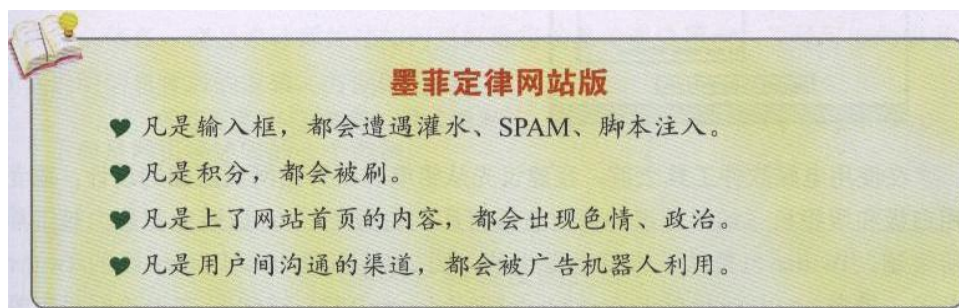 墨菲定律网站版
凡是输入框，都会遭遇灌水、SPAM、脚本注入。
凡是积分，都会被刷。
凡是上了网站首页的内容，都会出现色情、政治。
凡是用户间沟通的渠道，都会被广告机器人利用。